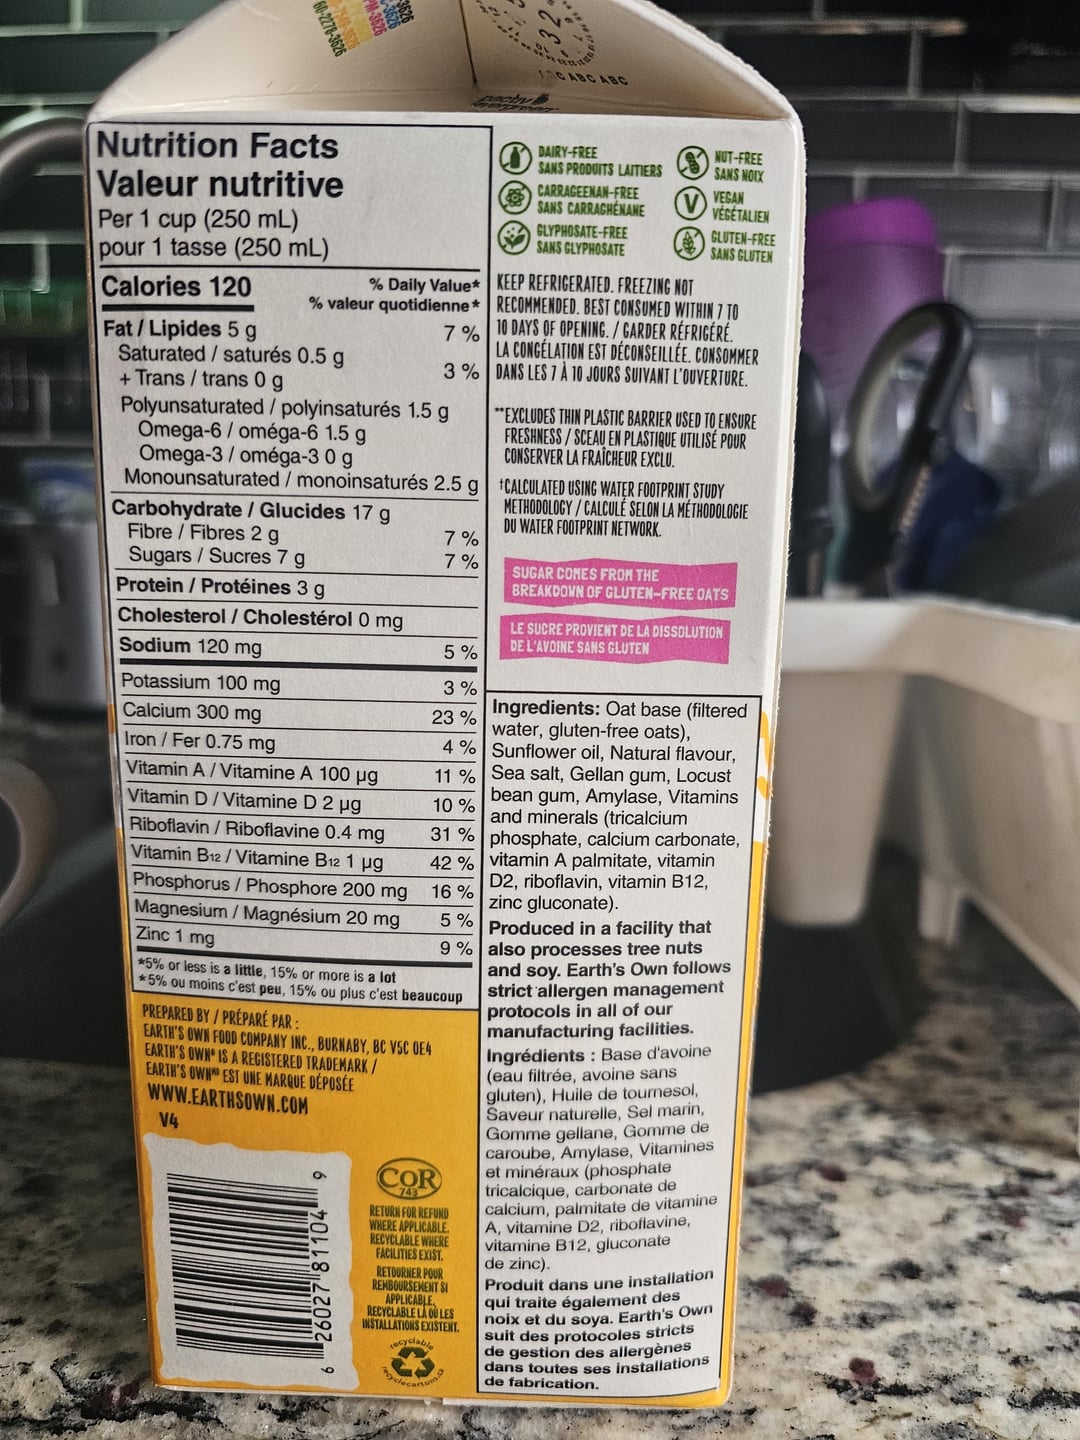 Nutrition Facts
Valeur nutritive
Per 1 cup (250 mL)
pour 1 tasse (250 mL)
Calories 120
% Daily Value*
% valeur quotidienne*
Fat / Lipides 5 g 7 %
Saturated / saturés 0.5 g
+ Trans / trans 0 g 3 %
Polyunsaturated / polyinsaturés 1.5 g
Omega-6 / oméga-6 1.5 g
Omega-3 / oméga-3 0 g
Monounsaturated / monoinsaturés 2.5 g
Carbohydrate / Glucides 17 g
Fibre / Fibres 2 g 7 %
Sugars / Sucres 7 g 7 %
Protein / Protéines 3 g
Cholesterol / Cholestérol 0 mg
Sodium 120 mg 5 %
Potassium 100 mg 3 %
Calcium 300 mg 23 %
Iron / Fer 0.75 mg 4 %
Vitamin A / Vitamine A 100 µg 11 %
Vitamin D / Vitamine D 2 µg 10 %
Riboflavin / Riboflavine 0.4 mg 31 %
Vitamin B12 / Vitamine B12 1 µg 42 %
Phosphorus / Phosphore 200 mg 16 %
Magnesium / Magnésium 20 mg 5 %
Zinc 1 mg 9 %
*5% or less is a little, 15% or more is a lot
*5% ou moins c'est peu, 15% ou plus c'est beaucoup
PREPARED BY / PRÉPARÉ PAR :
EARTH'S OWN FOOD COMPANY INC., BURNABY, BC V5C 0E4
EARTH'S OWN® IS A REGISTERED TRADEMARK /
EARTH'S OWN EST UNE MARQUE DÉPOSÉE
WWW.EARTHSOWN.COM
V4
6 26027 81104 9
COR
743
RETURN FOR REFUND
WHERE APPLICABLE.
RECYCLABLE WHERE
FACILITIES EXIST.
RETOURNER POUR
REMBOURSEMENT SI
APPLICABLE.
RECYCLABLE LÀ OÙ LES
INSTALLATIONS EXISTENT.
recyclable
recyclecartons.ca
DAIRY-FREE
SANS PRODUITS LAITIERS
NUT-FREE
SANS NOIX
CARRAGEENAN-FREE
SANS CARRAGHÉNANE
V
VEGAN
VÉGÉTALIEN
GLYPHOSATE-FREE
SANS GLYPHOSATE
GLUTEN-FREE
SANS GLUTEN
KEEP REFRIGERATED. FREEZING NOT
RECOMMENDED. BEST CONSUMED WITHIN 7 TO
10 DAYS OF OPENING. / GARDER RÉFRIGÉRÉ.
LA CONGÉLATION EST DÉCONSEILLÉE. CONSOMMER
DANS LES 7 À 10 JOURS SUIVANT L'OUVERTURE.
**EXCLUDES THIN PLASTIC BARRIER USED TO ENSURE
FRESHNESS / SCEAU EN PLASTIQUE UTILISÉ POUR
CONSERVER LA FRAÎCHEUR EXCLU.
†CALCULATED USING WATER FOOTPRINT STUDY
METHODOLOGY / CALCULÉ SELON LA MÉTHODOLOGIE
DU WATER FOOTPRINT NETWORK.
SUGAR COMES FROM THE
BREAKDOWN OF GLUTEN-FREE OATS
LE SUCRE PROVIENT DE LA DISSOLUTION
DE L'AVOINE SANS GLUTEN
Ingredients: Oat base (filtered
water, gluten-free oats),
Sunflower oil, Natural flavour,
Sea salt, Gellan gum, Locust
bean gum, Amylase, Vitamins
and minerals (tricalcium
phosphate, calcium carbonate,
vitamin A palmitate, vitamin
D2, riboflavin, vitamin B12,
zinc gluconate).
Produced in a facility that
also processes tree nuts
and soy. Earth's Own follows
strict allergen management
protocols in all of our
manufacturing facilities.
Ingrédients : Base d'avoine
(eau filtrée, avoine sans
gluten), Huile de tournesol,
Saveur naturelle, Sel marin,
Gomme gellane, Gomme de
caroube, Amylase, Vitamines
et minéraux (phosphate
tricalcique, carbonate de
calcium, palmitate de vitamine
A, vitamine D2, riboflavine,
vitamine B12, gluconate
de zinc).
Produit dans une installation
qui traite également des
noix et du soya. Earth's Own
suit des protocoles stricts
de gestion des allergènes
dans toutes ses installations
de fabrication.